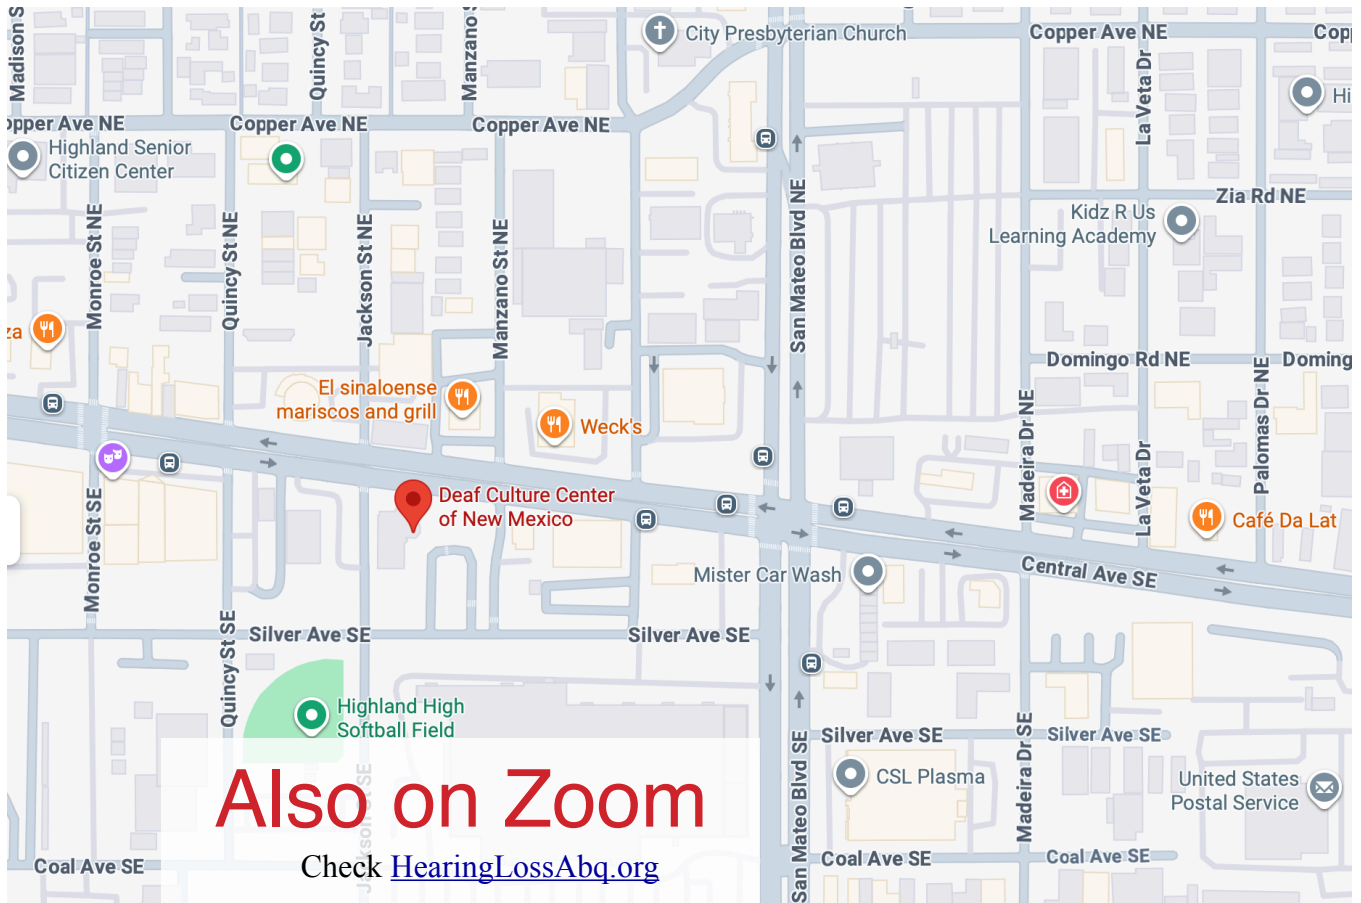 Madison S
Quincy St
Manzano S
City Presbyterian Church
Copper Ave NE
Cop
La Veta Dr
Hi
opper Ave NE
Copper Ave NE
Copper Ave NE
Highland Senior
Citizen Center
Zia Rd NE
Kidz R Us
Learning Academy
Monroe St NE
Quincy St NE
Jackson St NE
Manzano St NE
San Mateo Blvd NE
za
Domingo Rd NE
Doming
El sinaloense
mariscos and grill
Weck's
Madeira Dr NE
La Veta Dr
Palomas Dr NE
Deaf Culture Center
of New Mexico
Café Da Lat
Monroe St SE
Mister Car Wash
Central Ave SE
Silver Ave SE
Silver Ave SE
Quincy St SE
Highland High
Softball Field
Silver Ave SE
Silver Ave SE
San Mateo Blvd SE
Madeira Dr SE
CSL Plasma
United States
Postal Service
Also on Zoom
Jackson St SE
Check HearingLossAbq.org
Coal Ave SE
Coal Ave SE
Coal Ave SE